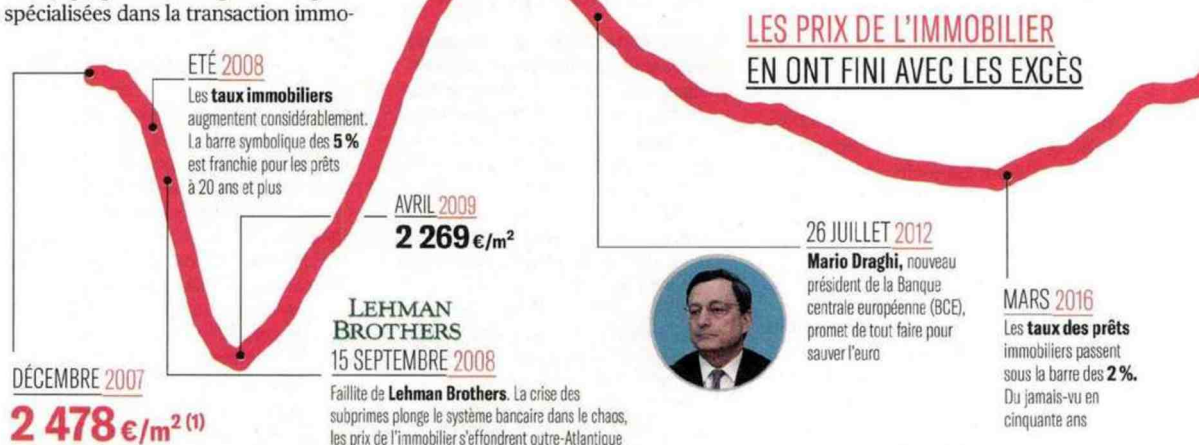 spécialisées dans la transaction immo-
LES PRIX DE L'IMMOBILIER
EN ONT FINI AVEC LES EXCÈS
ETÉ 2008
Les taux immobiliers
augmentent considérablement.
La barre symbolique des 5 %
est franchie pour les prêts
à 20 ans et plus
AVRIL 2009
2 269 €/m²
LEHMAN
BROTHERS
15 SEPTEMBRE 2008
Faillite de Lehman Brothers. La crise des
subprimes plonge le système bancaire dans le chaos,
les prix de l'immobilier s'effondrent outre-Atlantique
DÉCEMBRE 2007
2 478 €/m² (1)
26 JUILLET 2012
Mario Draghi, nouveau
président de la Banque
centrale européenne (BCE),
promet de tout faire pour
sauver l'euro
MARS 2016
Les taux des prêts
immobiliers passent
sous la barre des 2 %.
Du jamais-vu en
cinquante ans